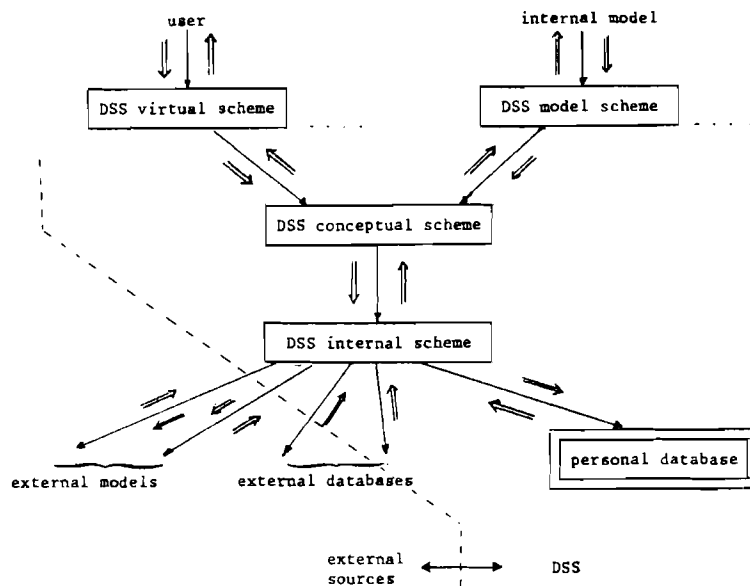 user
internal model
DSS virtual scheme
DSS model scheme
DSS conceptual scheme
DSS internal scheme
personal database
external models
external databases
external
sources
DSS